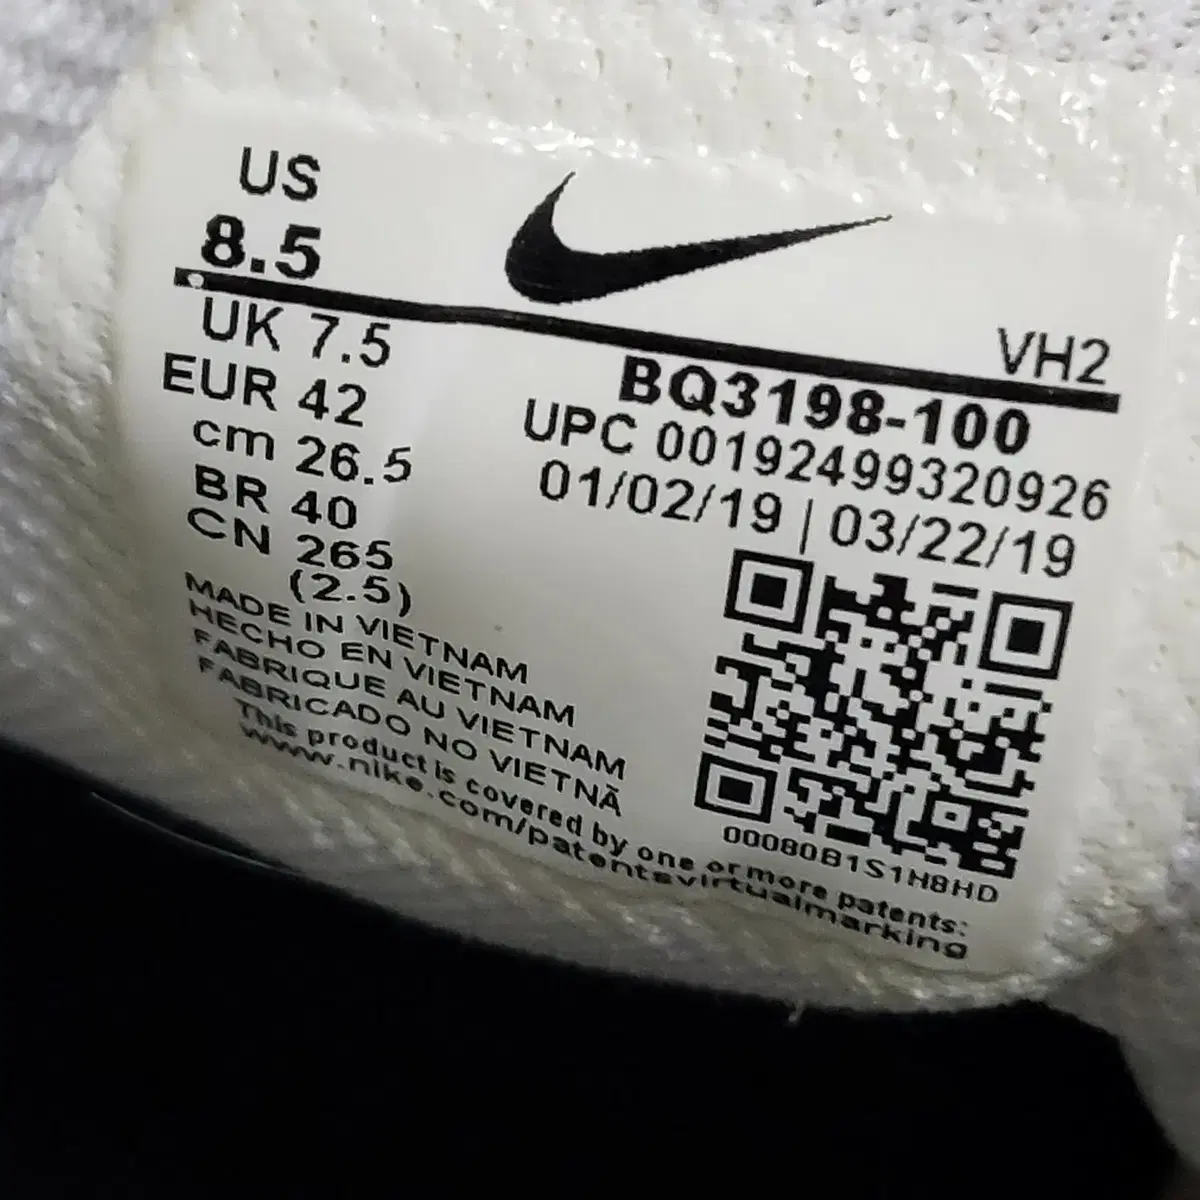 US
8.5
UK 7.5
EUR 42
cm 26.5
BR 40
CN 265
(2.5)
VH2
BQ3198-100
UPC 00192499320926
01/02/19 | 03/22/19
00080B1S1H8HD
MADE IN VIETNAM
HECHO EN VIETNAM
FABRIQUE AU VIETNAM
FABRICADO NO VIETNÃ
This product is covered by one or more patents:
www.nike.com/patentsvirtualmarking